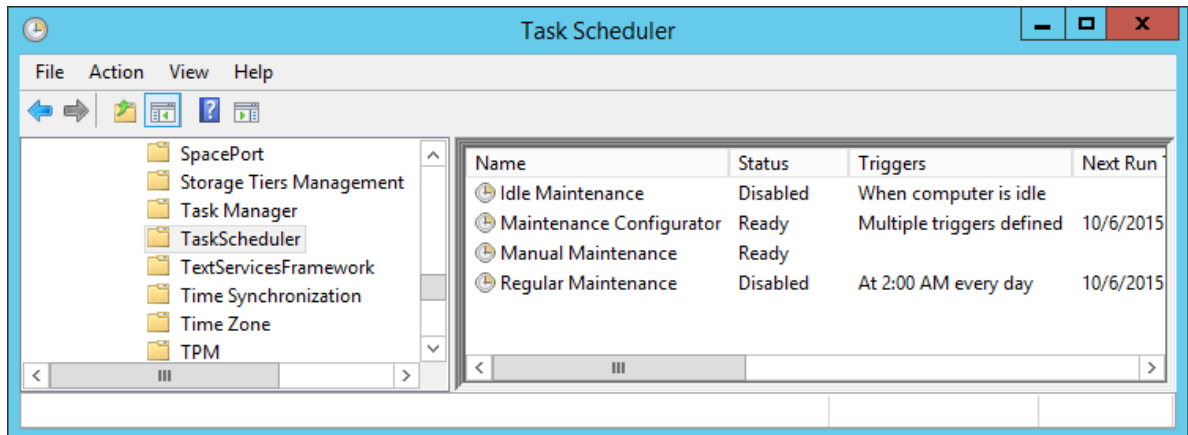 Task Scheduler
File Action View Help
SpacePort
Storage Tiers Management
Task Manager
TaskScheduler
TextServicesFramework
Time Synchronization
Time Zone
TPM
Name Status Triggers Next Run
Idle Maintenance Disabled When computer is idle
Maintenance Configurator Ready Multiple triggers defined 10/6/2015
Manual Maintenance Ready
Regular Maintenance Disabled At 2:00 AM every day 10/6/2015